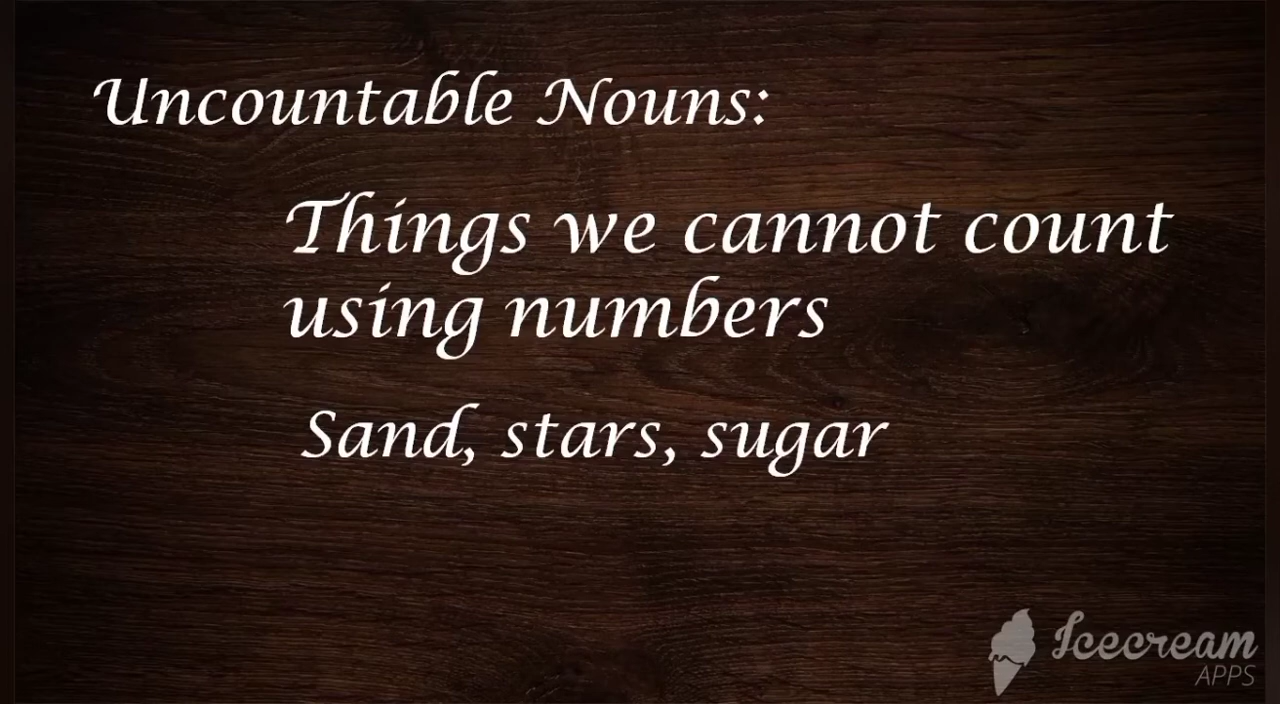 Uncountable Nouns:
Things we cannot count
using numbers
Sand, stars, sugar
Icecream
APPS